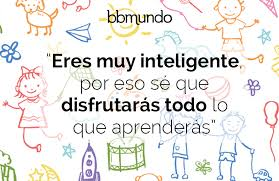 bbmundo
“Eres muy inteligente,
por eso sé que
disfrutarás todo lo
que aprenderás”